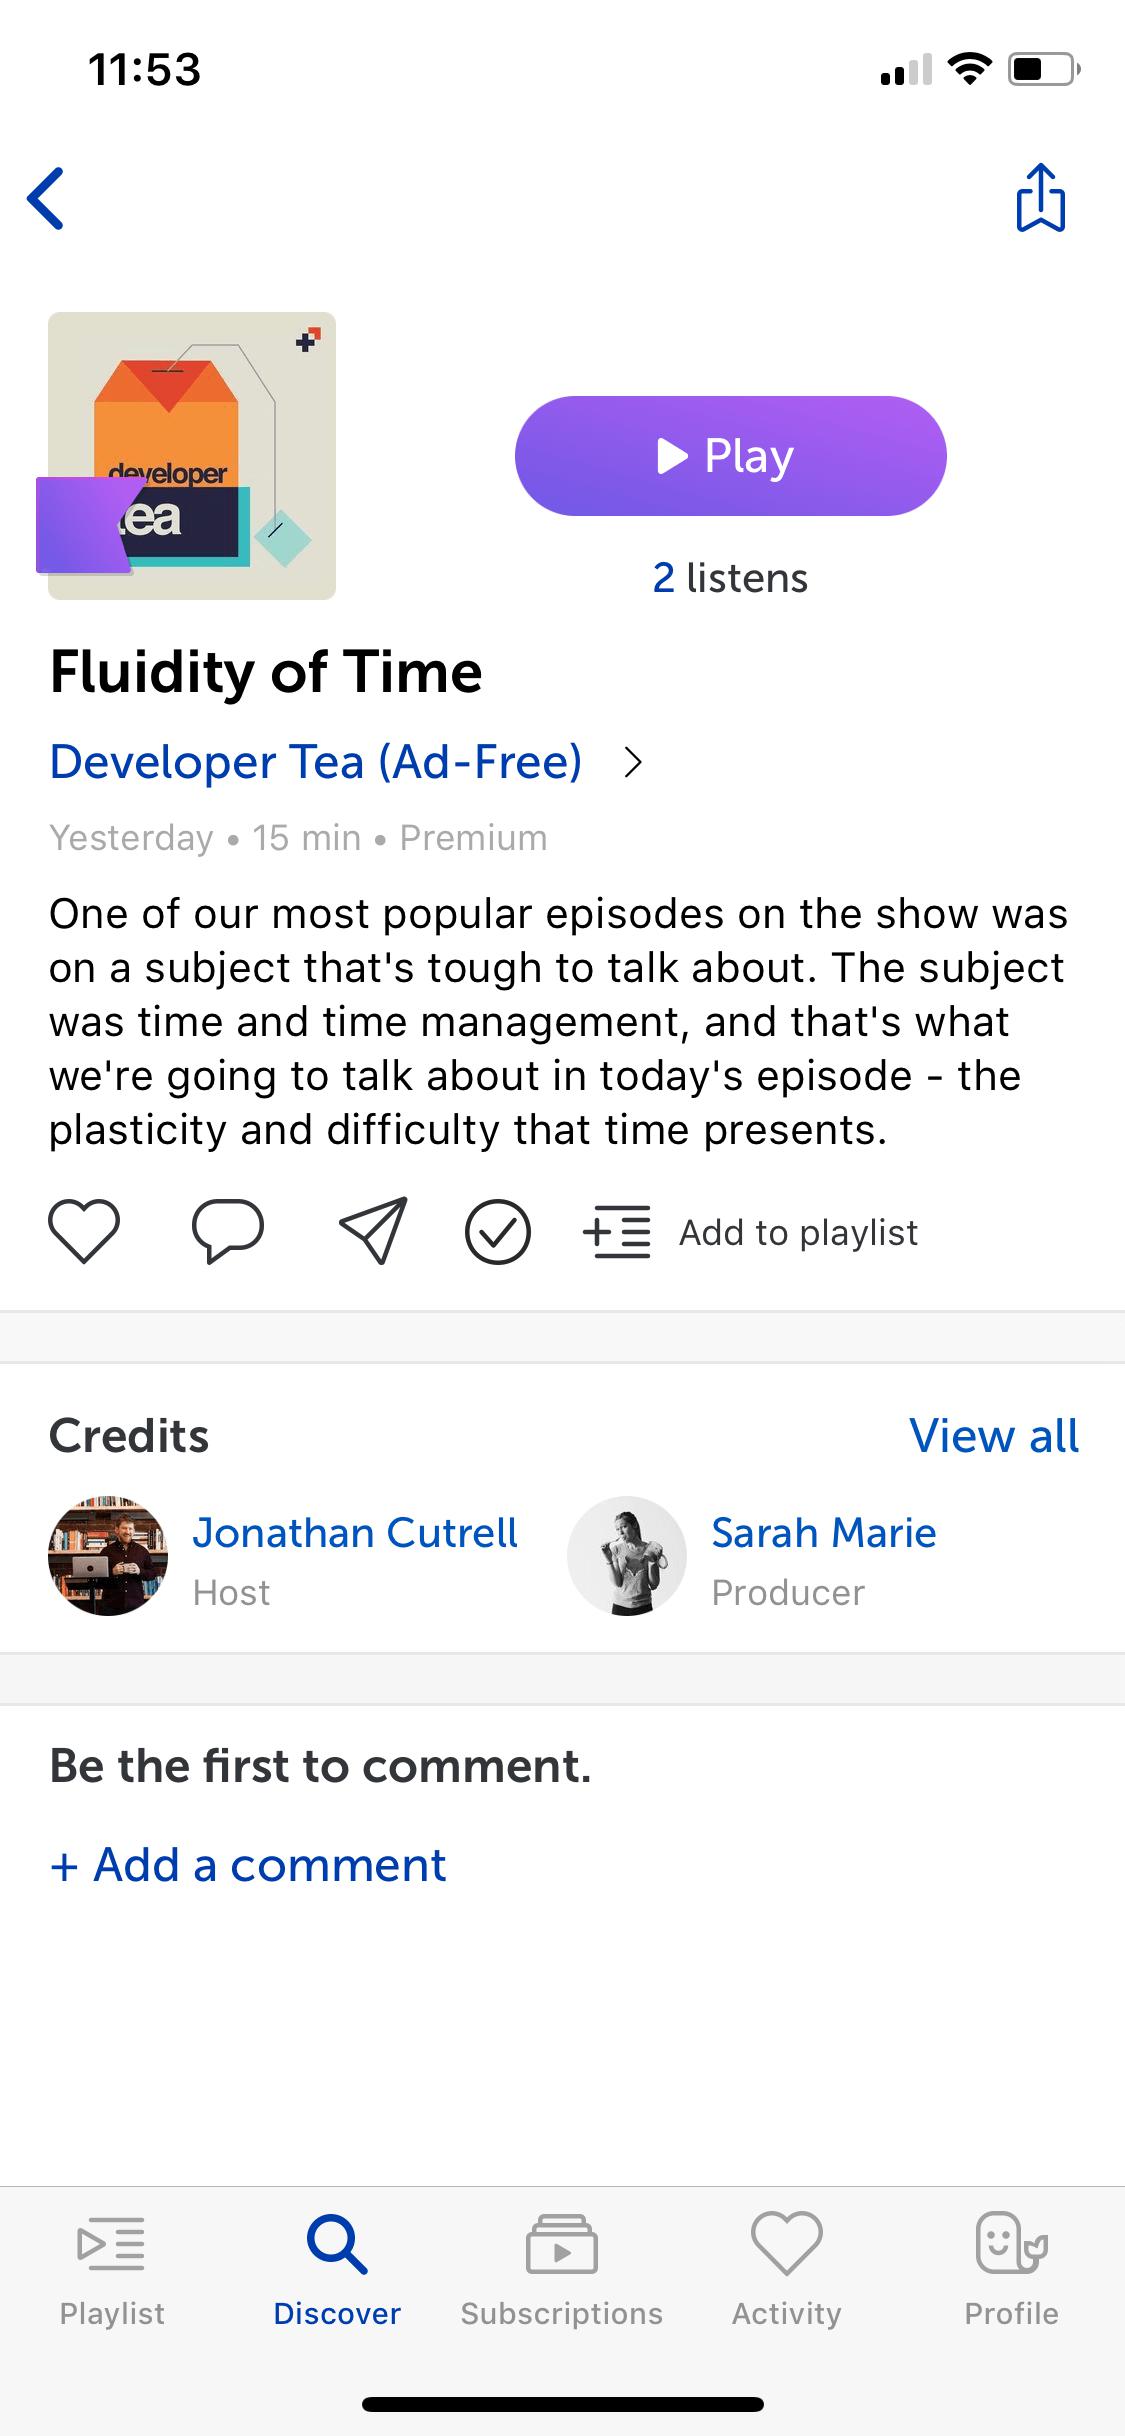 11:53
developer
tea
Play
2 listens
Fluidity of Time
Developer Tea (Ad-Free)
Yesterday • 15 min • Premium
One of our most popular episodes on the show was
on a subject that's tough to talk about. The subject
was time and time management, and that's what
we're going to talk about in today's episode - the
plasticity and difficulty that time presents.
Add to playlist
Credits
View all
Jonathan Cutrell
Sarah Marie
Host
Producer
Be the first to comment.
+ Add a comment
Playlist
Discover
Subscriptions
Activity
Profile